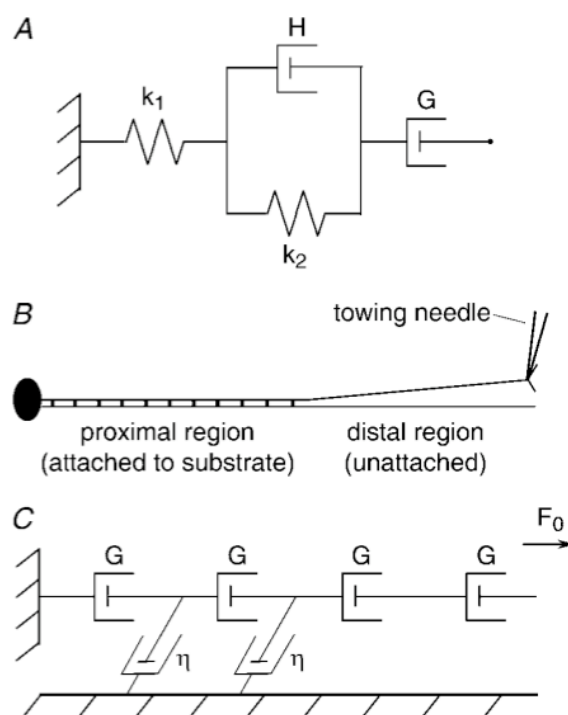 A
H
k1
G
k2
B
towing needle
proximal region
(attached to substrate)
distal region
(unattached)
C
F0
G G G G
η η